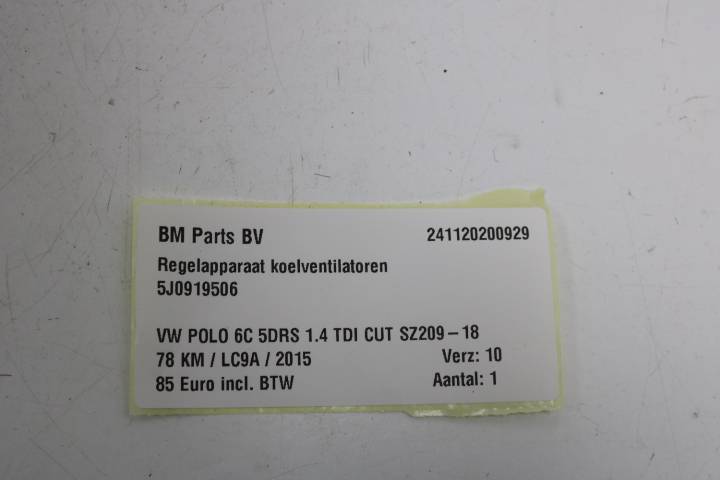 BM Parts BV 241120200929
Regelapparaat koelventilatoren
5J0919506
VW POLO 6C 5DRS 1.4 TDI CUT SZ209-18
78 KM / LC9A / 2015 Verz: 10
85 Euro incl. BTW Aantal: 1